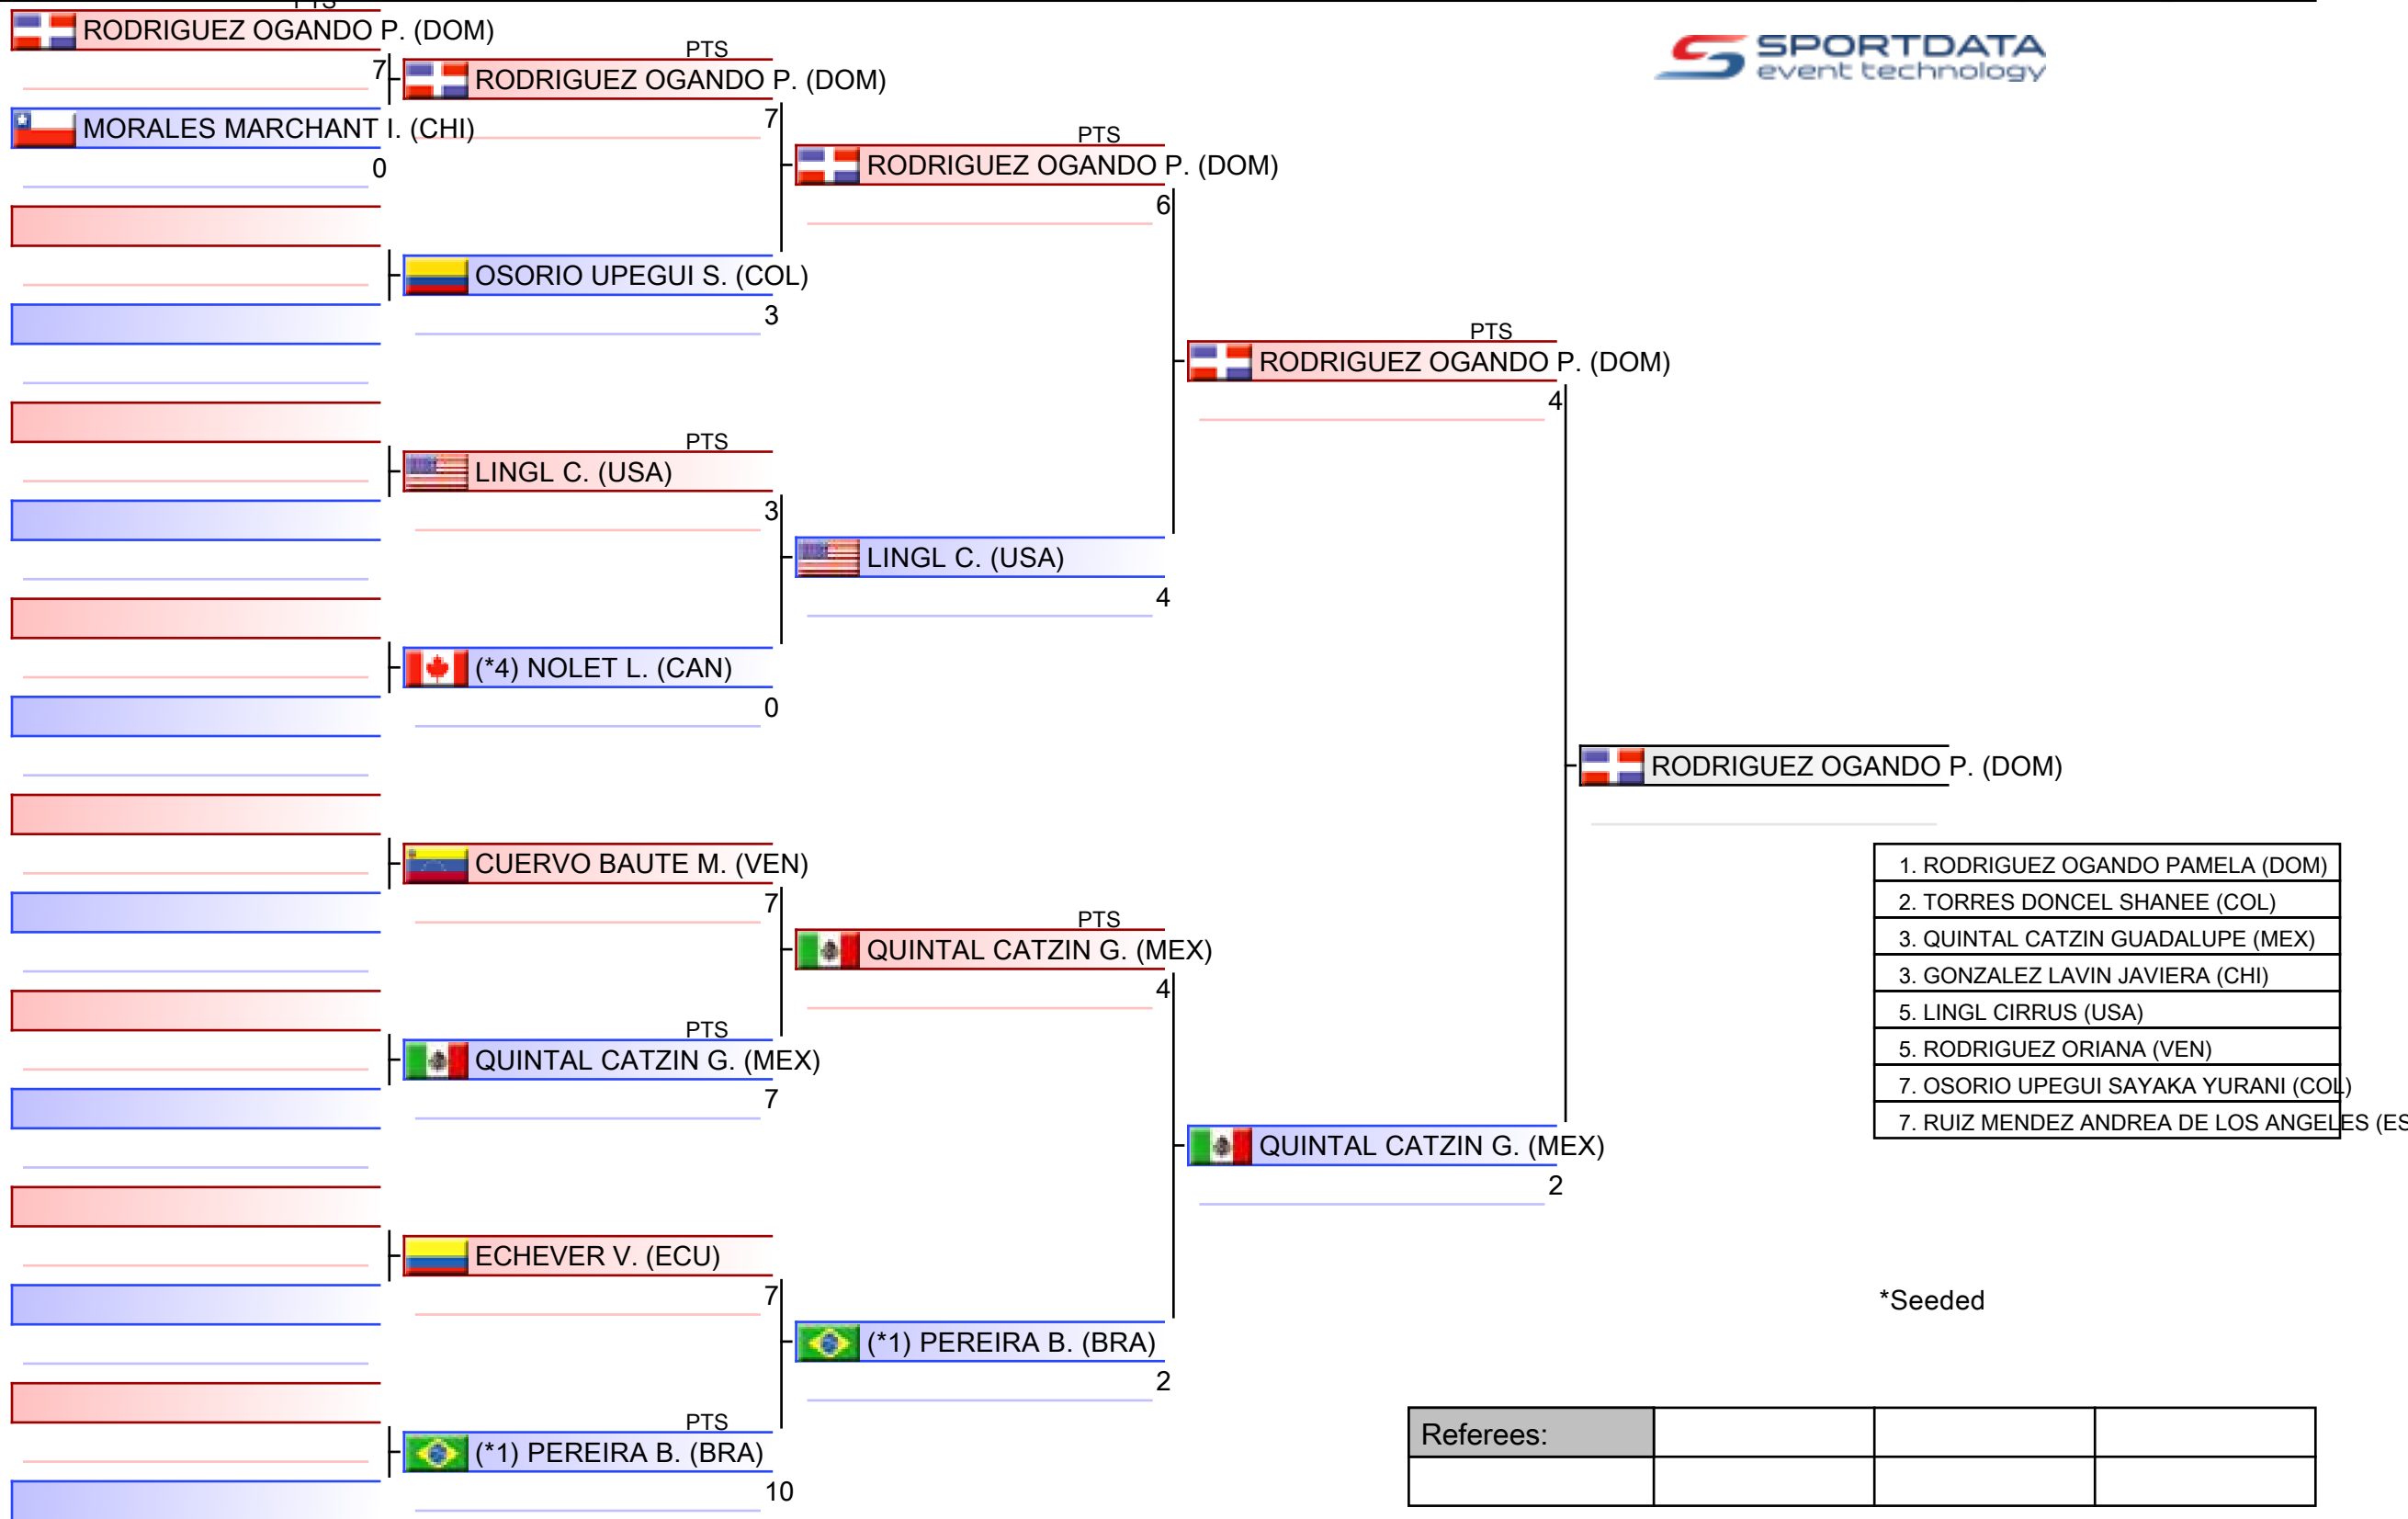 PTS
RODRIGUEZ OGANDO P. (DOM)
7
MORALES MARCHANT I. (CHI)
0
PTS
RODRIGUEZ OGANDO P. (DOM)
7
OSORIO UPEGUI S. (COL)
3
PTS
LINGL C. (USA)
3
(*4) NOLET L. (CAN)
0
CUERVO BAUTE M. (VEN)
7
PTS
QUINTAL CATZIN G. (MEX)
7
ECHEVER V. (ECU)
7
PTS
(*1) PEREIRA B. (BRA)
10
PTS
RODRIGUEZ OGANDO P. (DOM)
6
LINGL C. (USA)
4
PTS
QUINTAL CATZIN G. (MEX)
4
(*1) PEREIRA B. (BRA)
2
PTS
RODRIGUEZ OGANDO P. (DOM)
4
QUINTAL CATZIN G. (MEX)
2
RODRIGUEZ OGANDO P. (DOM)
SPORTDATA
event technology
1. RODRIGUEZ OGANDO PAMELA (DOM)
2. TORRES DONCEL SHANEE (COL)
3. QUINTAL CATZIN GUADALUPE (MEX)
3. GONZALEZ LAVIN JAVIERA (CHI)
5. LINGL CIRRUS (USA)
5. RODRIGUEZ ORIANA (VEN)
7. OSORIO UPEGUI SAYAKA YURANI (COL)
7. RUIZ MENDEZ ANDREA DE LOS ANGELES (ES
*Seeded
Referees: